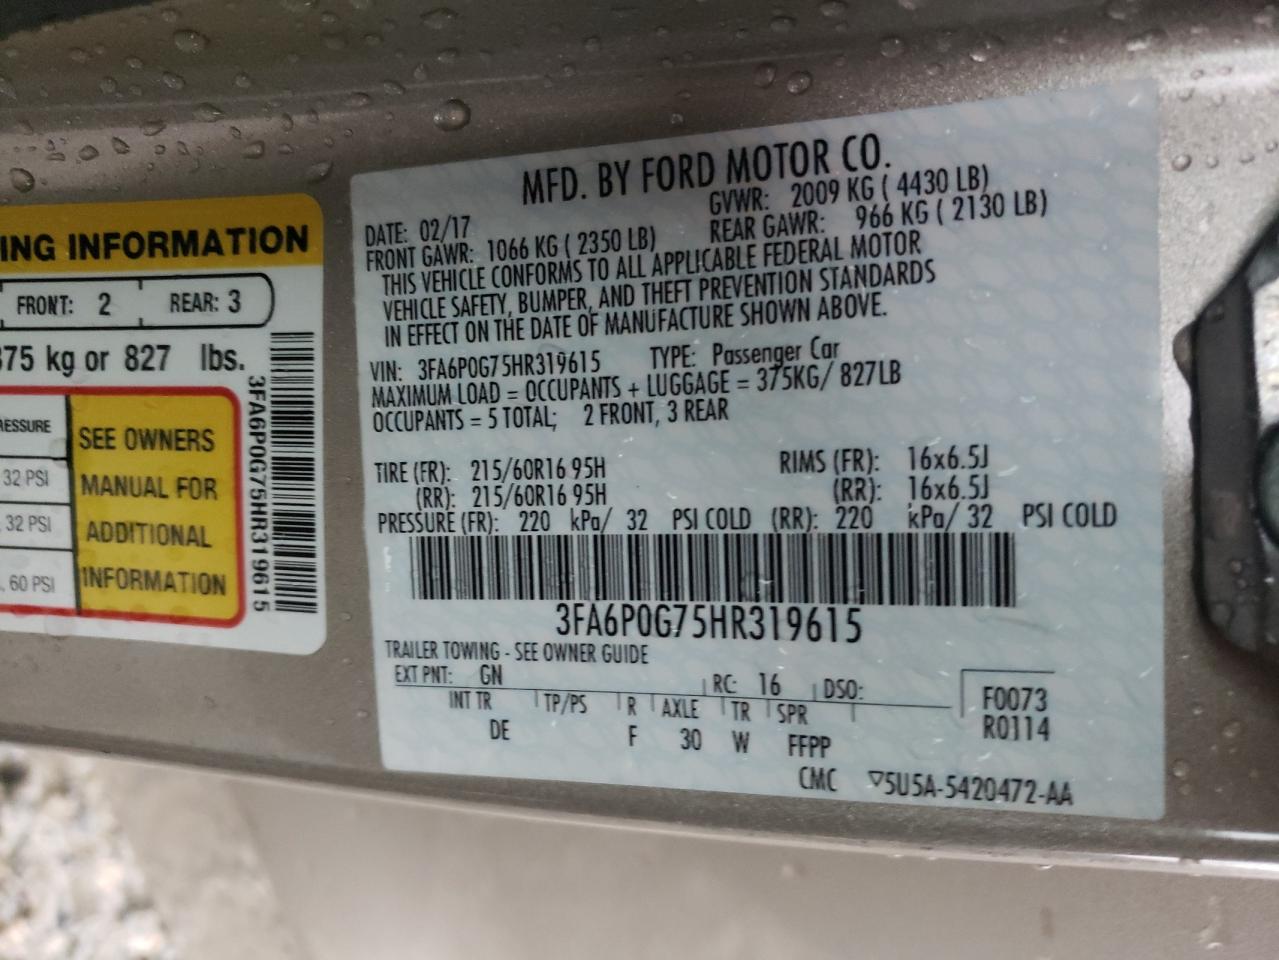 ING INFORMATION
FRONT: 2 REAR: 3
375 kg or 827 lbs.
RESSURE
32 PSI
32 PSI
60 PSI
SEE OWNERS
MANUAL FOR
ADDITIONAL
INFORMATION
3FA6P0G75HR319615
MFD. BY FORD MOTOR CO.
DATE: 02/17 GVWR: 2009 KG ( 4430 LB)
FRONT GAWR: 1066 KG ( 2350 LB) REAR GAWR: 966 KG ( 2130 LB)
THIS VEHICLE CONFORMS TO ALL APPLICABLE FEDERAL MOTOR
VEHICLE SAFETY, BUMPER, AND THEFT PREVENTION STANDARDS
IN EFFECT ON THE DATE OF MANUFACTURE SHOWN ABOVE.
VIN: 3FA6P0G75HR319615 TYPE: Passenger Car
MAXIMUM LOAD = OCCUPANTS + LUGGAGE = 375KG/ 827LB
OCCUPANTS = 5 TOTAL; 2 FRONT, 3 REAR
TIRE (FR): 215/60R16 95H RIMS (FR): 16x6.5J
(RR): 215/60R16 95H (RR): 16x6.5J
PRESSURE (FR): 220 kPa/ 32 PSI COLD (RR): 220 kPa/ 32 PSI COLD
3FA6P0G75HR319615
TRAILER TOWING - SEE OWNER GUIDE
EXT PNT: GN RC: 16 DSO: F0073
INT TR TP/PS R AXLE TR SPR R0114
DE F 30 W FFPP
CMC ▽5U5A-5420472-AA